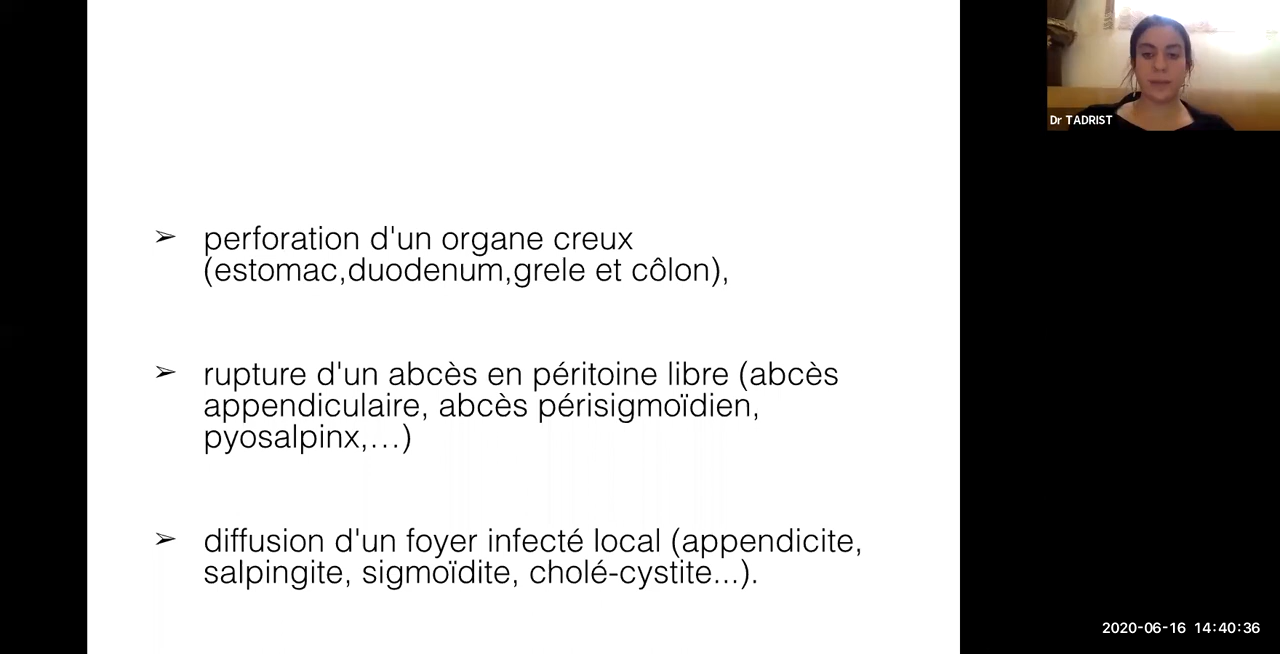 ➢ perforation d'un organe creux
(estomac,duodenum,grele et côlon),
➢ rupture d'un abcès en péritoine libre (abcès
appendiculaire, abcès périsigmoïdien,
pyosalpinx,…)
➢ diffusion d'un foyer infecté local (appendicite,
salpingite, sigmoïdite, cholé-cystite...).
Dr TADRIST
2020-06-16 14:40:36